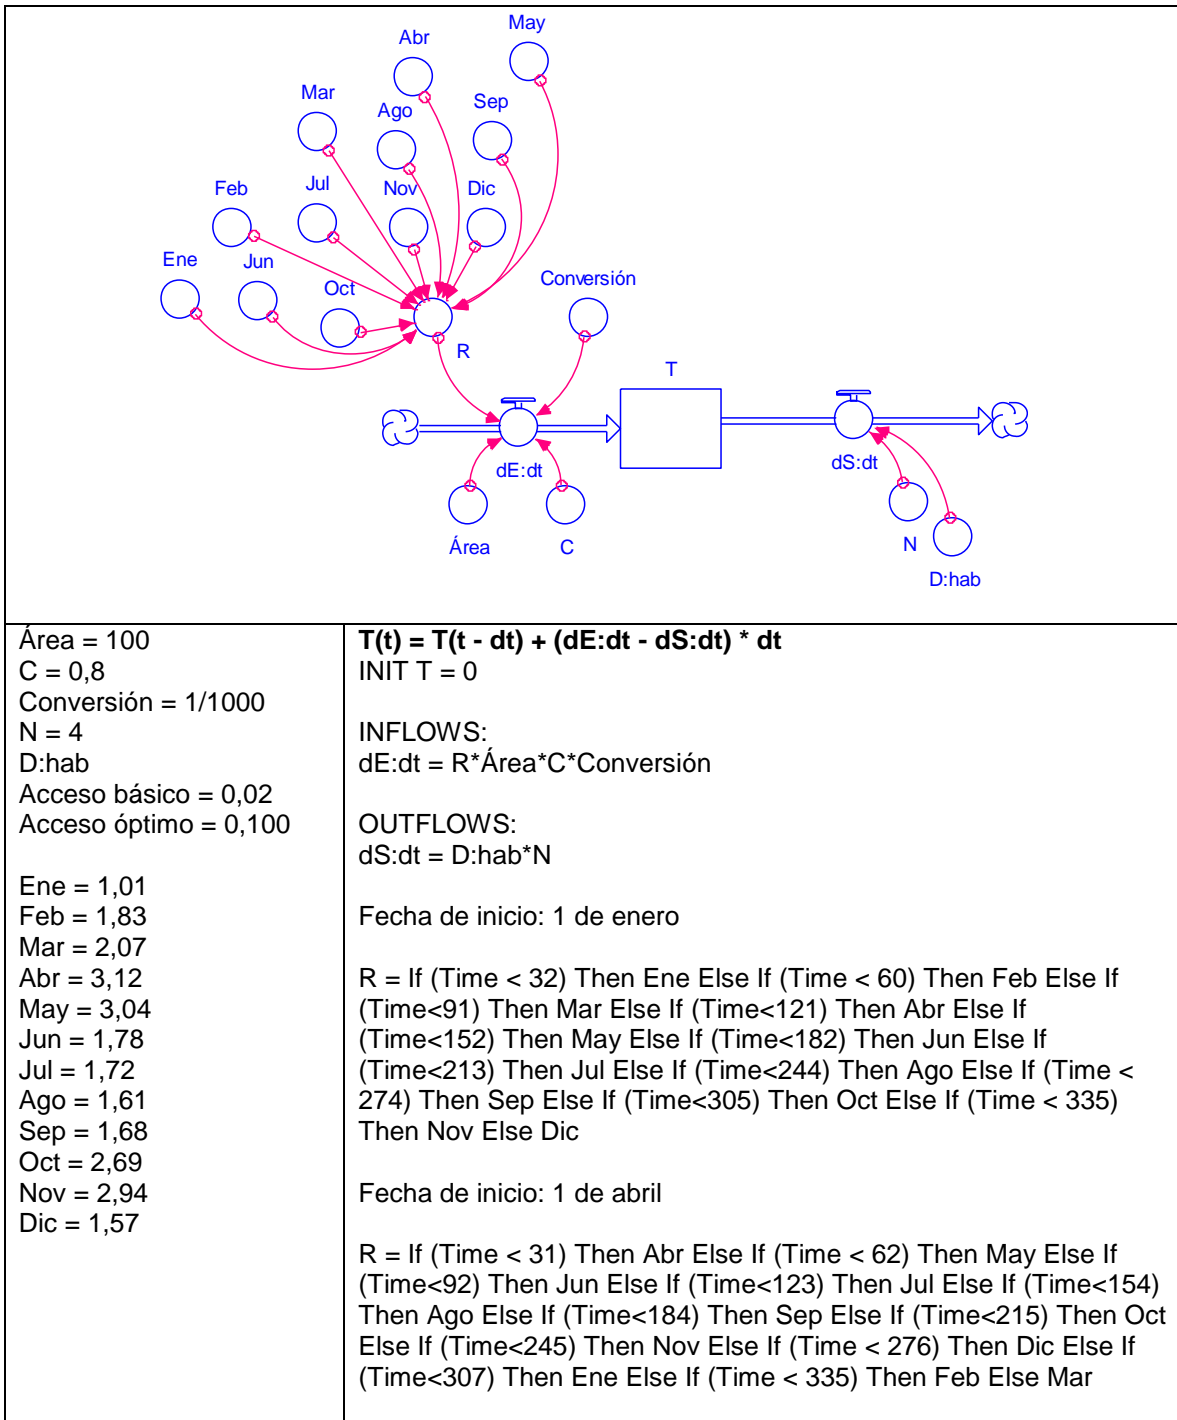 May
Abr
Mar
Ago
Sep
Feb
Jul
Nov
Dic
Ene
Jun
Oct
Conversión
R
T
dE:dt
dS:dt
Área
C
N
D:hab
Área = 100
C = 0,8
Conversión = 1/1000
N = 4
D:hab
Acceso básico = 0,02
Acceso óptimo = 0,100
Ene = 1,01
Feb = 1,83
Mar = 2,07
Abr = 3,12
May = 3,04
Jun = 1,78
Jul = 1,72
Ago = 1,61
Sep = 1,68
Oct = 2,69
Nov = 2,94
Dic = 1,57
T(t) = T(t - dt) + (dE:dt - dS:dt) * dt
INIT T = 0
INFLOWS:
dE:dt = R*Área*C*Conversión
OUTFLOWS:
dS:dt = D:hab*N
Fecha de inicio: 1 de enero
R = If (Time < 32) Then Ene Else If (Time < 60) Then Feb Else If
(Time<91) Then Mar Else If (Time<121) Then Abr Else If
(Time<152) Then May Else If (Time<182) Then Jun Else If
(Time<213) Then Jul Else If (Time<244) Then Ago Else If (Time <
274) Then Sep Else If (Time<305) Then Oct Else If (Time < 335)
Then Nov Else Dic
Fecha de inicio: 1 de abril
R = If (Time < 31) Then Abr Else If (Time < 62) Then May Else If
(Time<92) Then Jun Else If (Time<123) Then Jul Else If (Time<154)
Then Ago Else If (Time<184) Then Sep Else If (Time<215) Then Oct
Else If (Time<245) Then Nov Else If (Time < 276) Then Dic Else If
(Time<307) Then Ene Else If (Time < 335) Then Feb Else Mar